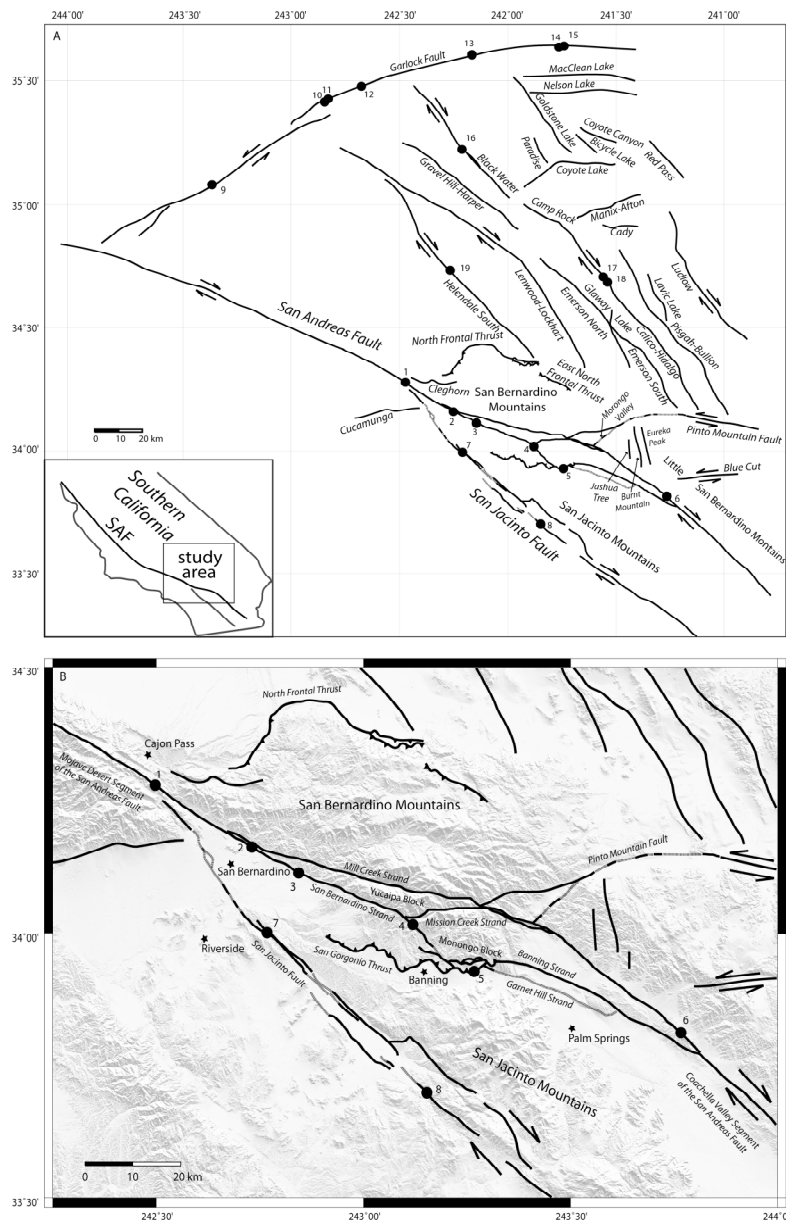 244°00'
243°30'
243°00'
242°30'
242°00'
241°30'
241°00'
A
35°30'
35°00'
34°30'
34°00'
33°30'
Garlock Fault
13
14
15
10
11
12
9
MacClean Lake
Nelson Lake
Goldstone Lake
Coyote Canyon
Bicycle Lake
Red Pass
Paradise
Coyote Lake
16
Black Water
Gravel Hill-Harper
Camp Rock
Manix-Afton
Cady
Ludlow
17
18
19
Helendale South
Lenwood-Lockhart
Emerson North
Glaway
Lake
Emerson South
Calico-Hidalgo
Lavic Lake
Pisgah-Bullion
San Andreas Fault
North Frontal Thrust
East North
Frontal Thrust
1
Cleghorn
San Bernardino
Mountains
Cucamunga
2
3
4
5
6
7
8
Morongo
Valley
Pinto Mountain Fault
Eureka
Peak
Jushua
Tree
Burnt
Mountain
Little
San Bernardino Montains
Blue Cut
San Jacinto Fault
San Jacinto Mountains
0 10 20 km
Southern
California
SAF
study
area
B
34°30'
34°00'
33°30'
North Frontal Thrust
Cajon Pass
Mojave Desert Segment
of the San Andreas Fault
1
San Bernardino Mountains
2
San Bernardino
3
Mill Creek Strand
Yucaipa Block
San Bernardino Strand
Pinto Mountain Fault
4
Mission Creek Strand
Morongo Block
Banning Strand
7
Riverside
San Jacinto Fault
San Gorgonio Thrust
Banning
5
Garnet Hill Strand
6
Palm Springs
San Jacinto Mountains
Coachella Valley Segment
of the San Andreas Fault
8
0 10 20 km
242°30'
243°00'
243°30'
244°